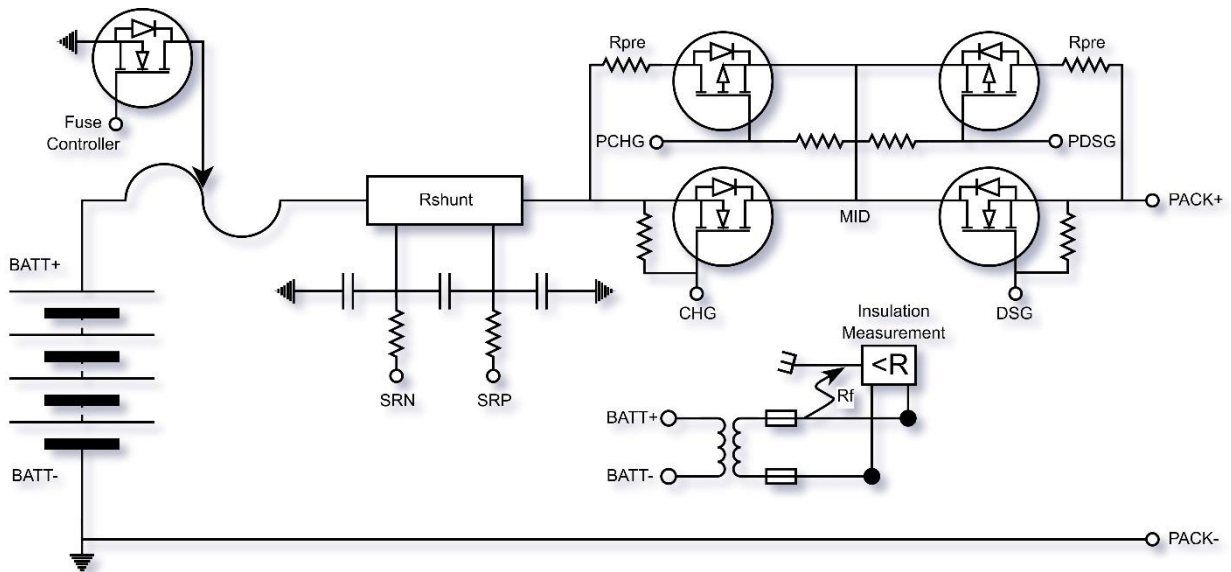 Fuse
Controller
Rpre
Rpre
PCHG
PDSG
Rshunt
MID
PACK+
BATT+
CHG
DSG
SRN
SRP
Insulation
Measurement
<R
Rf
BATT+
BATT-
BATT-
PACK-